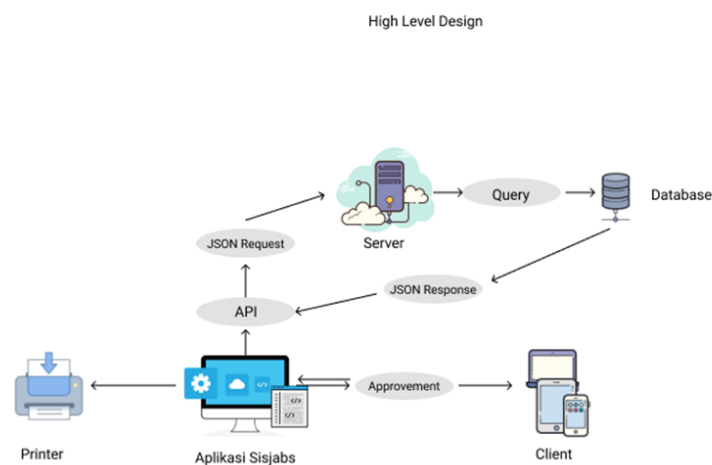 High Level Design
Query
Database
Server
JSON Request
JSON Response
API
Approvement
Printer
Aplikasi Sisjabs
Client